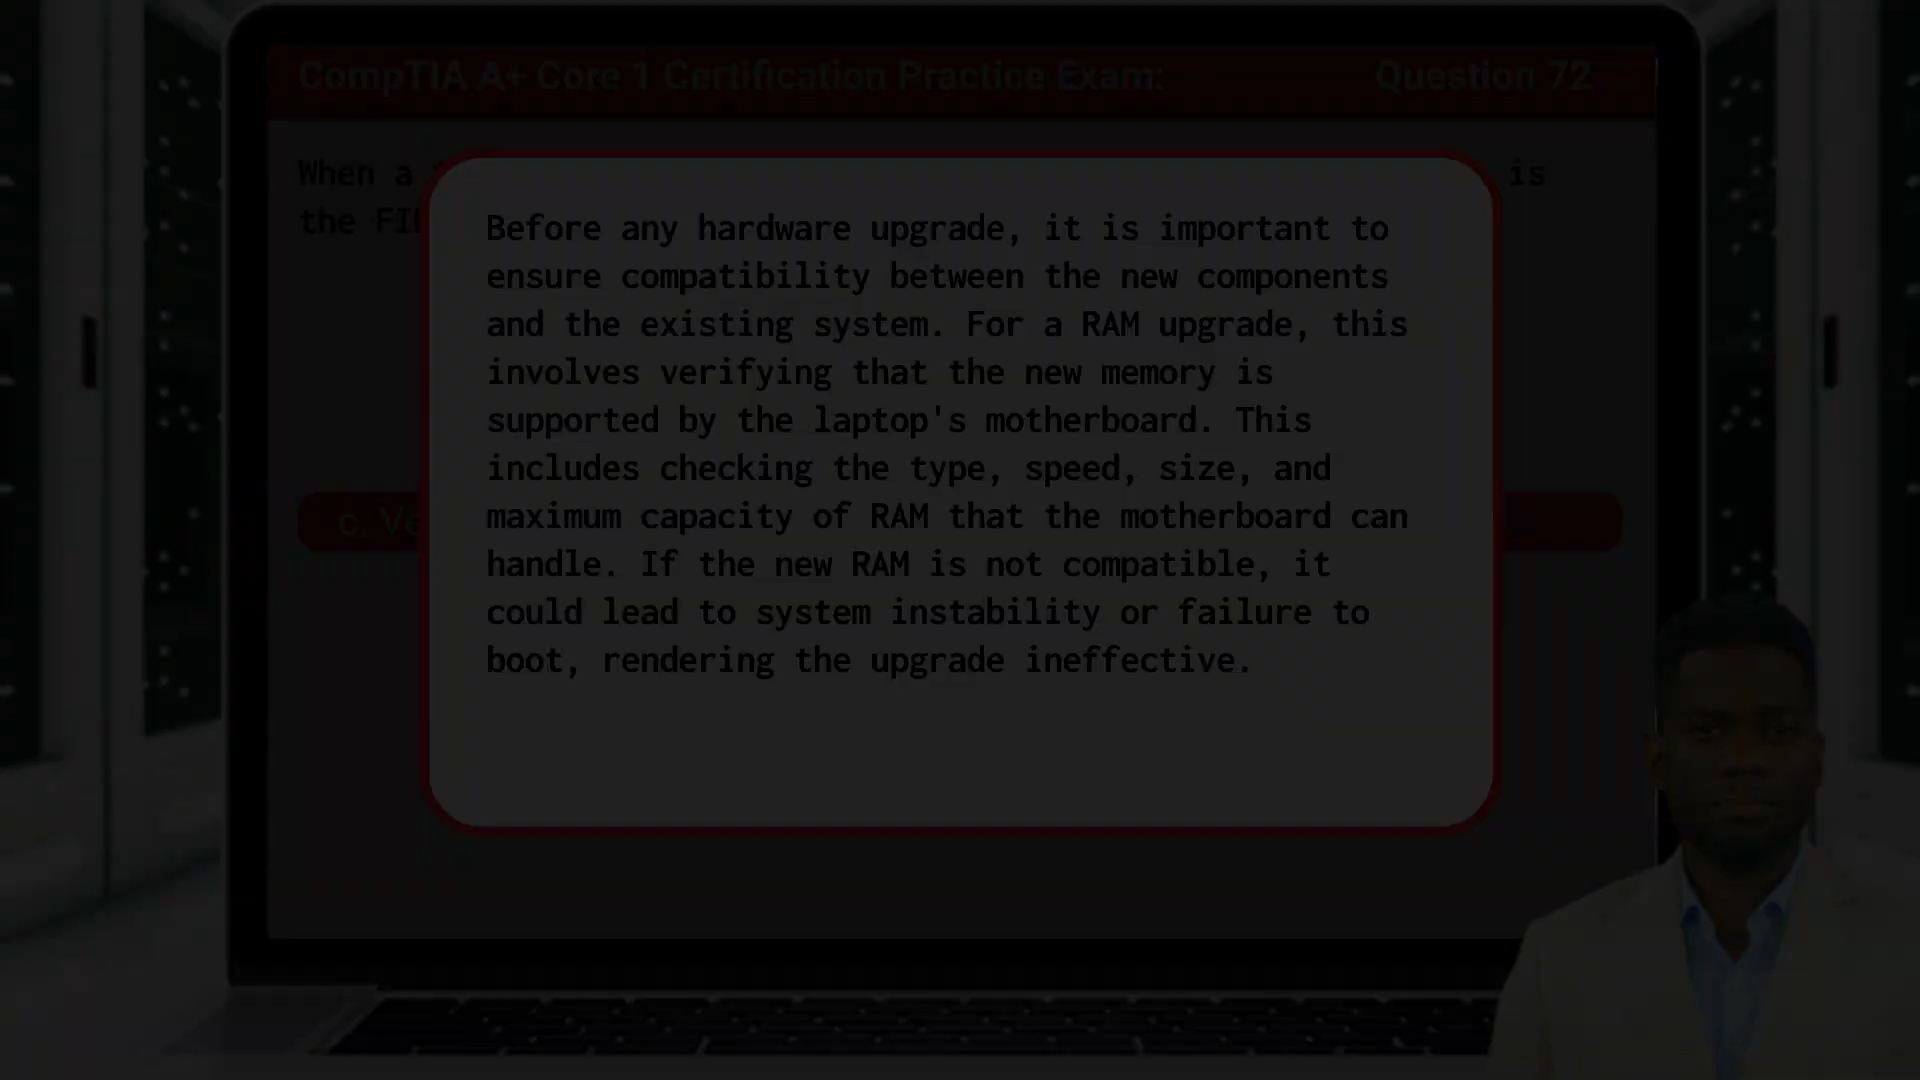 CompTIA A+ Core 1 Certification Practice Exam: Question 72
When a is
the FI
Before any hardware upgrade, it is important to
ensure compatibility between the new components
and the existing system. For a RAM upgrade, this
involves verifying that the new memory is
supported by the laptop's motherboard. This
includes checking the type, speed, size, and
maximum capacity of RAM that the motherboard can
handle. If the new RAM is not compatible, it
could lead to system instability or failure to
boot, rendering the upgrade ineffective.
c. Ve